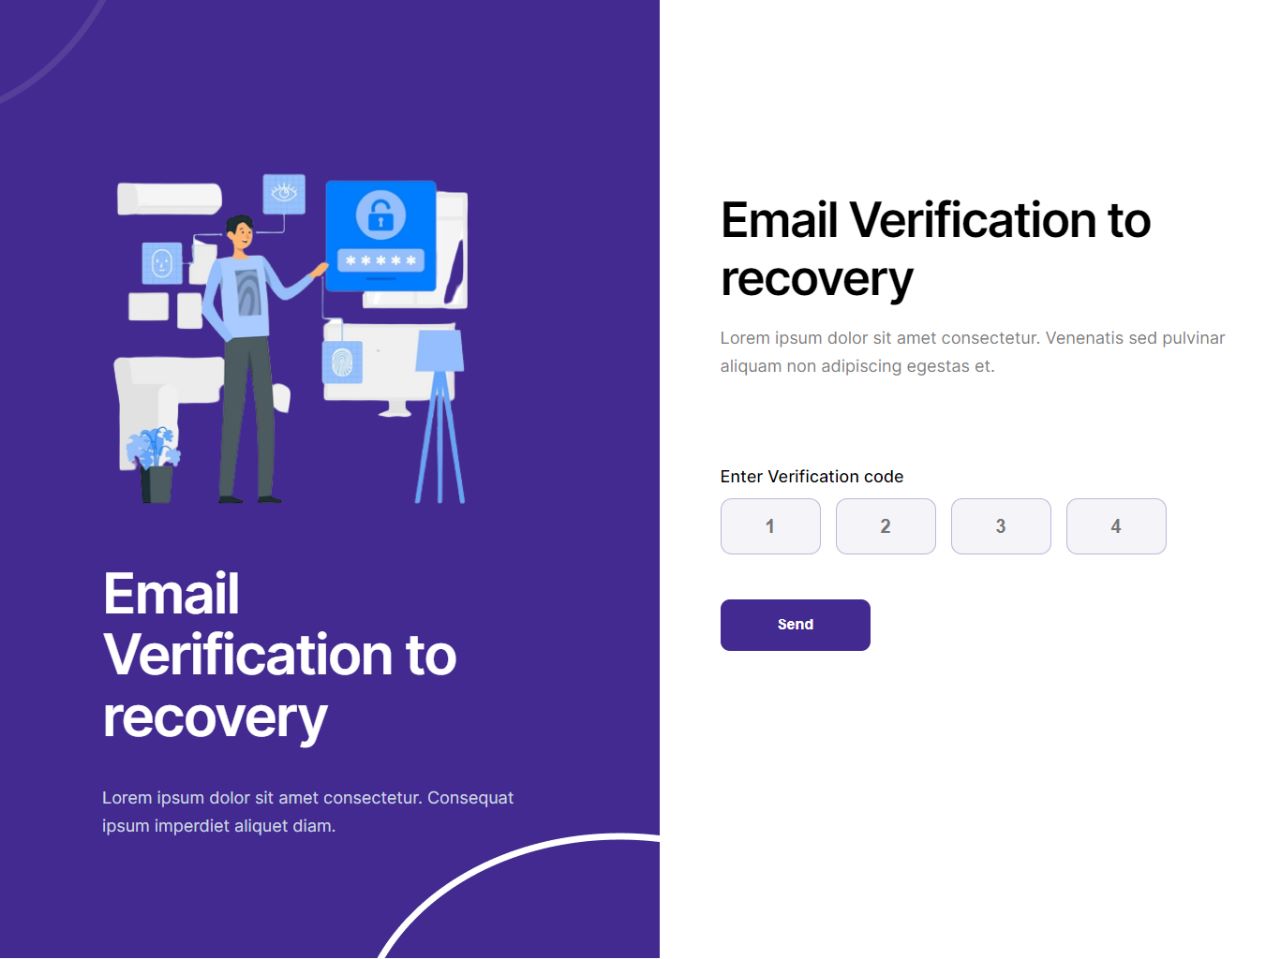 *****
Email
Verification to
recovery
Lorem ipsum dolor sit amet consectetur. Consequat
ipsum imperdiet aliquet diam.
Email Verification to
recovery
Lorem ipsum dolor sit amet consectetur. Venenatis sed pulvinar
aliquam non adipiscing egestas et.
Enter Verification code
1 2 3 4
Send